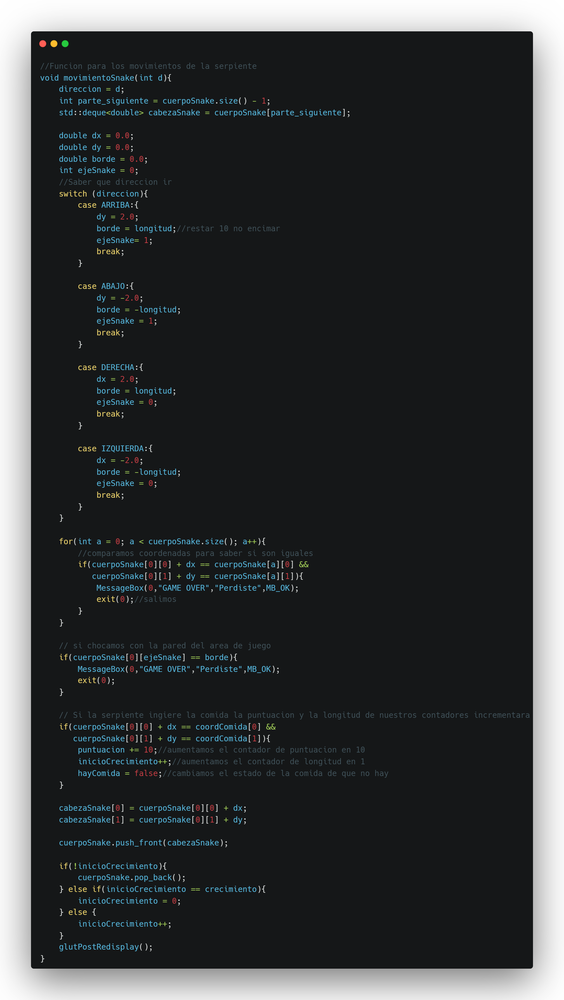 //Funcion para los movimientos de la serpiente
void movimientoSnake(int d){
    direccion = d;
    int parte_siguiente = cuerpoSnake.size() - 1;
    std::deque<double> cabezaSnake = cuerpoSnake[parte_siguiente];

    double dx = 0.0;
    double dy = 0.0;
    double borde = 0.0;
    int ejeSnake = 0;
    //Saber que direccion ir
    switch (direccion){
        case ARRIBA:{
            dy = 2.0;
            borde = longitud;//restar 10 no encimar
            ejeSnake= 1;
            break;
        }

        case ABAJO:{
            dy = -2.0;
            borde = -longitud;
            ejeSnake = 1;
            break;
        }

        case DERECHA:{
            dx = 2.0;
            borde = longitud;
            ejeSnake = 0;
            break;
        }

        case IZQUIERDA:{
            dx = -2.0;
            borde = -longitud;
            ejeSnake = 0;
            break;
        }
    }

    for(int a = 0; a < cuerpoSnake.size(); a++){
        //comparamos coordenadas para saber si son iguales
        if(cuerpoSnake[0][0] + dx == cuerpoSnake[a][0] &&
           cuerpoSnake[0][1] + dy == cuerpoSnake[a][1]){
            MessageBox(0,"GAME OVER","Perdiste",MB_OK);
            exit(0);//salimos
        }
    }

    // si chocamos con la pared del area de juego
    if(cuerpoSnake[0][ejeSnake] == borde){
        MessageBox(0,"GAME OVER","Perdiste",MB_OK);
        exit(0);
    }

    // Si la serpiente ingiere la comida la puntuacion y la longitud de nuestros contadores incrementara
    if(cuerpoSnake[0][0] + dx == coordComida[0] &&
       cuerpoSnake[0][1] + dy == coordComida[1]){
        puntuacion += 10;//aumentamos el contador de puntuacion en 10
        inicioCrecimiento++;//aumentamos el contador de longitud en 1
        hayComida = false;//cambiamos el estado de la comida de que no hay
    }

    cabezaSnake[0] = cuerpoSnake[0][0] + dx;
    cabezaSnake[1] = cuerpoSnake[0][1] + dy;

    cuerpoSnake.push_front(cabezaSnake);

    if(!inicioCrecimiento){
        cuerpoSnake.pop_back();
    } else if(inicioCrecimiento == crecimiento){
        inicioCrecimiento = 0;
    } else {
        inicioCrecimiento++;
    }
    glutPostRedisplay();
}